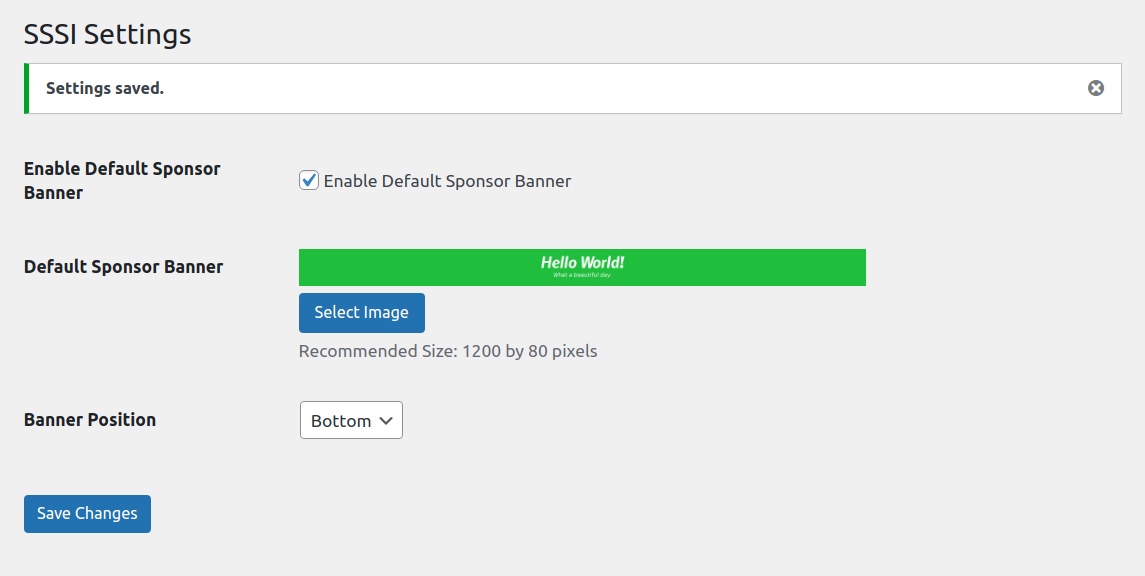 SSSI Settings
Settings saved.
Enable Default Sponsor
Banner
Enable Default Sponsor Banner
Default Sponsor Banner
Hello World!
What a beautiful day.
Select Image
Recommended Size: 1200 by 80 pixels
Banner Position
Bottom
Save Changes